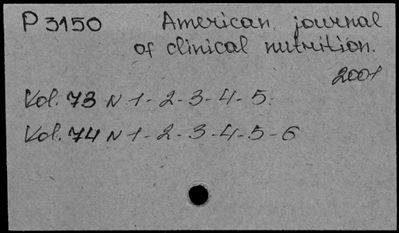 P 3150 American journal
of clinical nutrition.
2001
Vol. 73 N 1-2-3-4-5.
Vol. 74 N 1-2-3-4-5-6